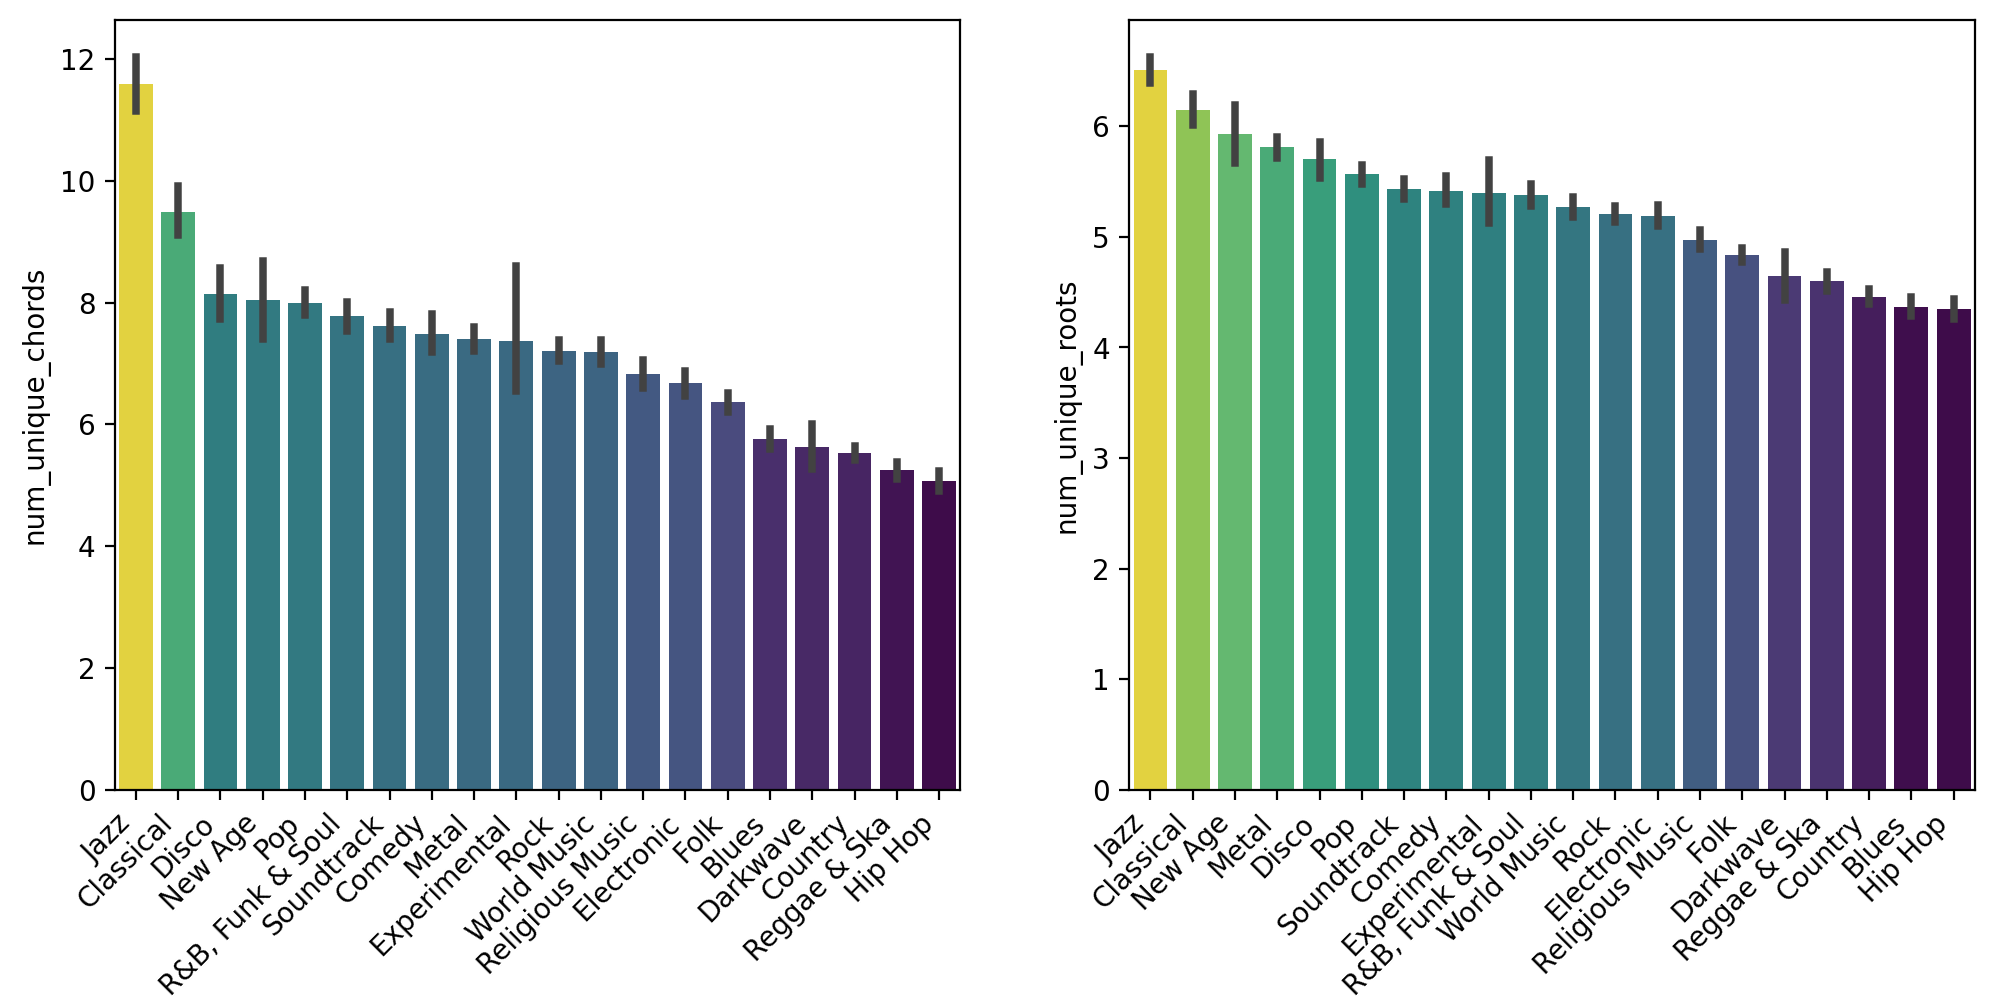 num_unique_chords
12
10
8
6
4
2
0
Jazz
Classical
Disco
New Age
Pop
R&B, Funk & Soul
Soundtrack
Comedy
Metal
Experimental
Rock
World Music
Religious Music
Electronic
Folk
Blues
Darkwave
Country
Reggae & Ska
Hip Hop
num_unique_roots
6
5
4
3
2
1
0
Jazz
Classical
New Age
Metal
Disco
Pop
Soundtrack
Comedy
Experimental
R&B, Funk & Soul
World Music
Rock
Electronic
Religious Music
Folk
Darkwave
Reggae & Ska
Country
Blues
Hip Hop